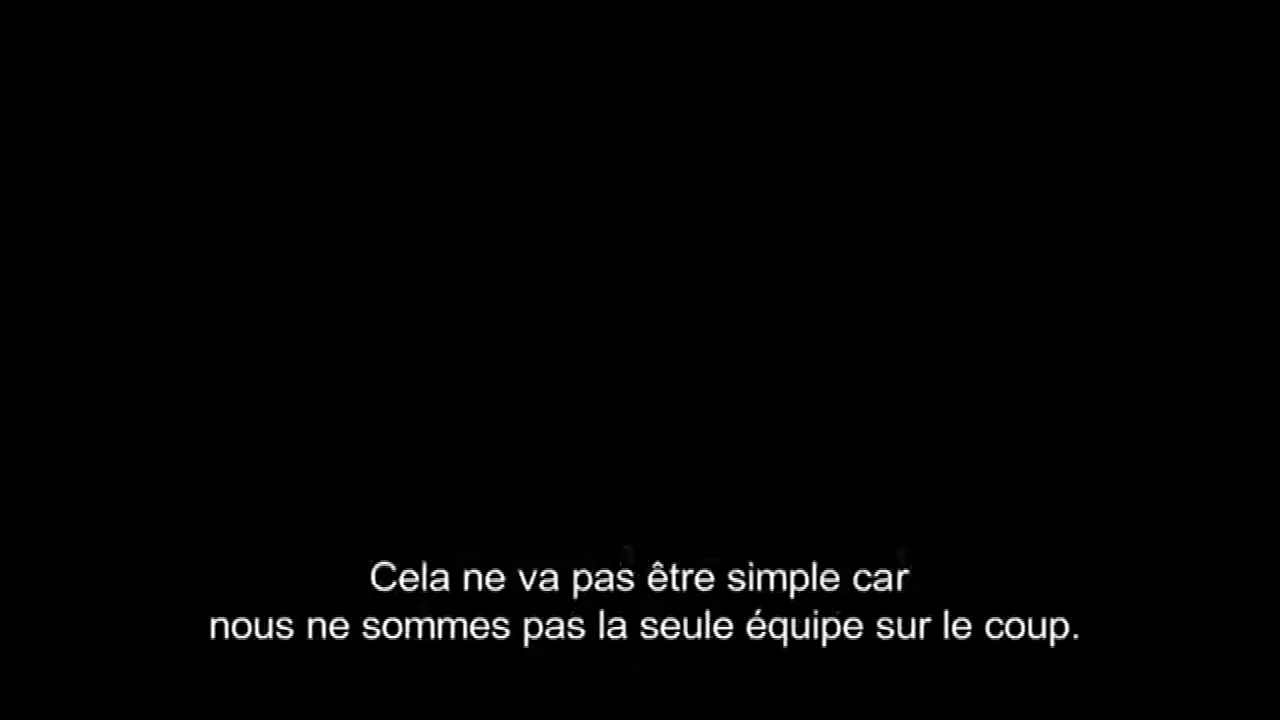 Cela ne va pas être simple car
nous ne sommes pas la seule équipe sur le coup.